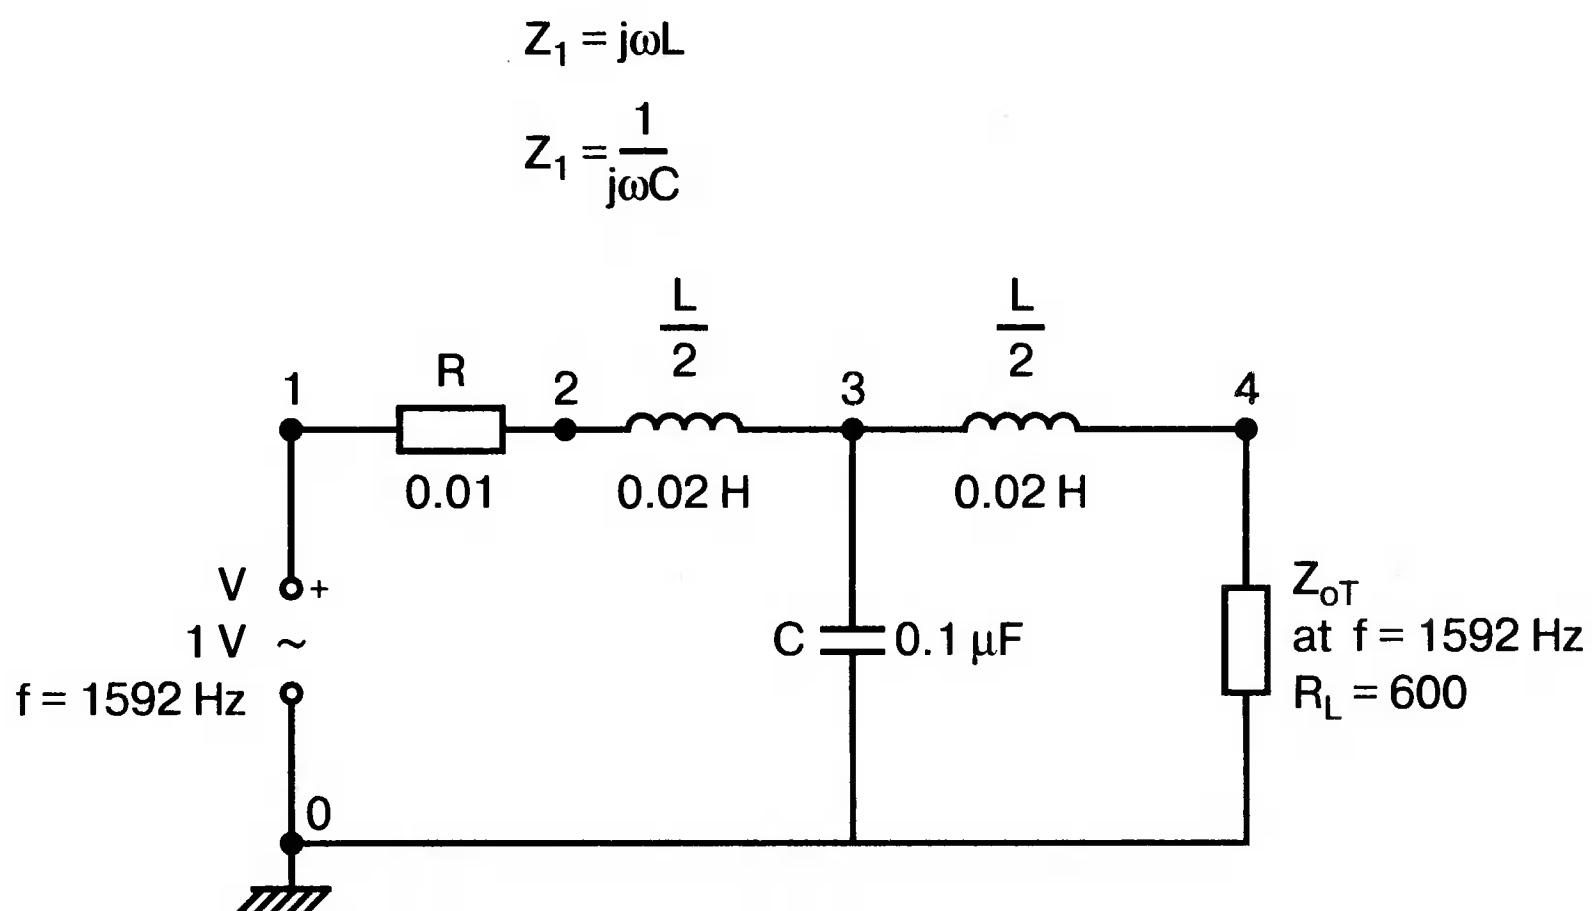 Z₁ = jωL
Z₁ = 1/jωC
L/2
L/2
1
R
2
3
4
0.01
0.02 H
0.02 H
V
+
1 V ~
f = 1592 Hz
C
0.1 μF
ZoT
at f = 1592 Hz
R_L = 600
0